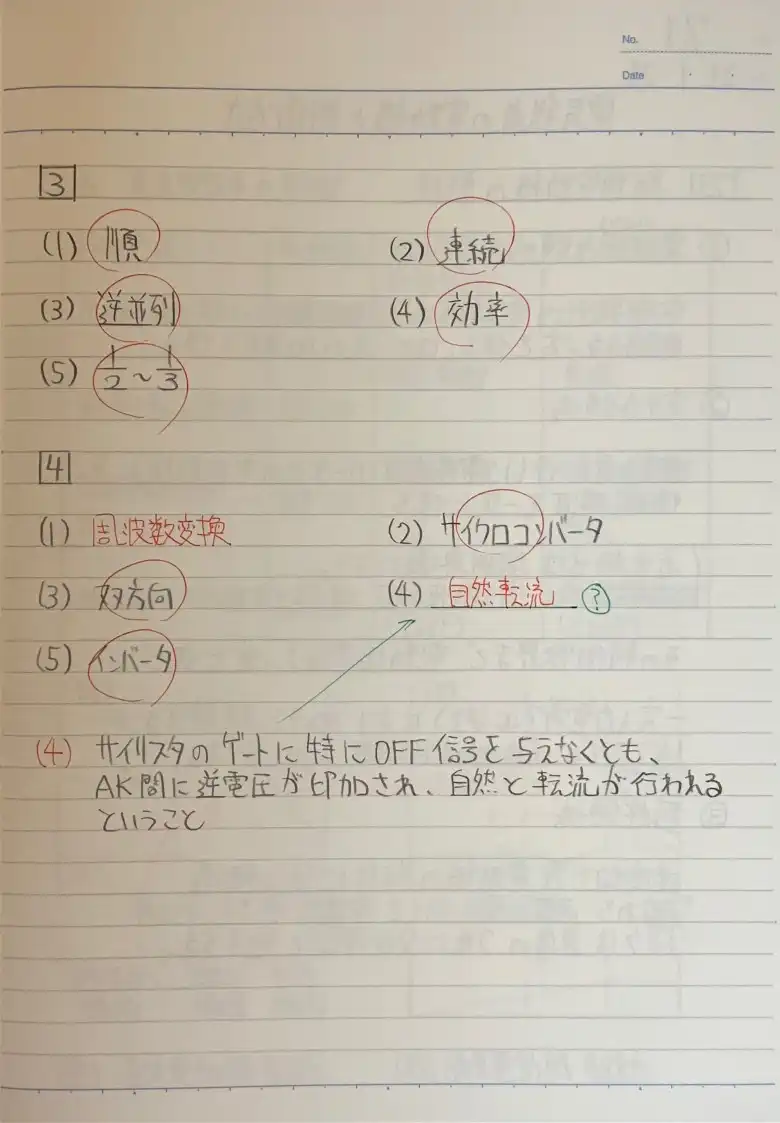 No.
Date
3
(1) 順 (2) 連続
(3) 逆並列 (4) 効率
(5) 1/2～1/3
4
(1) 周波数変換 (2) サイクロコンバータ
(3) 双方向 (4) 自然転流 ?
(5) インバータ
(4) サイリスタのゲートに特にOFF信号を与えなくとも、
AK間に逆電圧が印加され、自然と転流が行われる
ということ